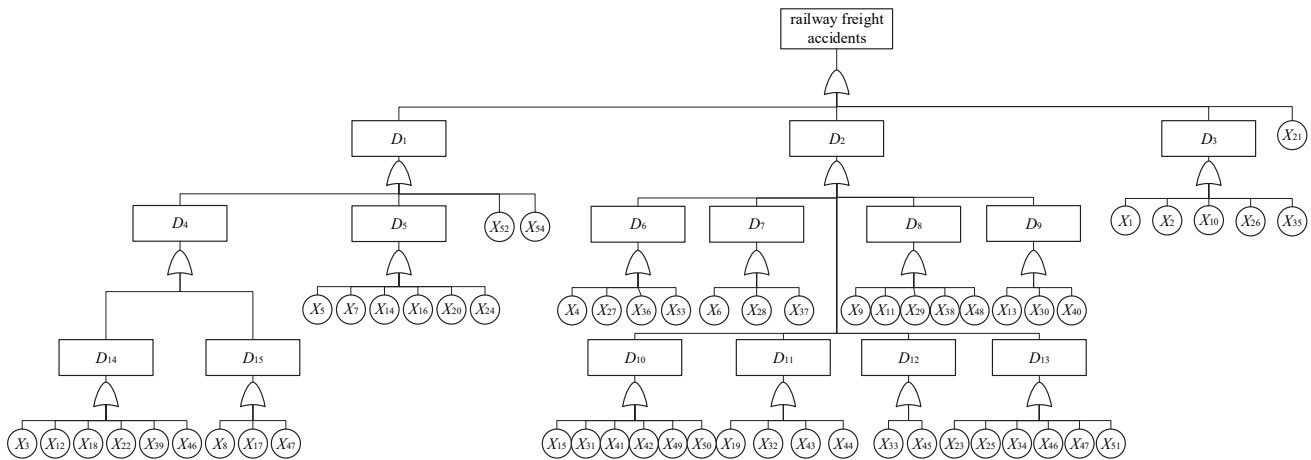 railway freight
accidents
D1 D2 D3 X21
D4 D5 X52 X54 D6 D7 D8 D9 X1 X2 X10 X26 X35
X5 X7 X14 X16 X20 X24 X4 X27 X36 X53 X6 X28 X37 X9 X11 X29 X38 X48 X13 X30 X40
D14 D15 D10 D11 D12 D13
X3 X12 X18 X22 X39 X46 X8 X17 X47 X15 X31 X41 X42 X49 X50 X19 X32 X43 X44 X33 X45 X23 X25 X34 X46 X47 X51